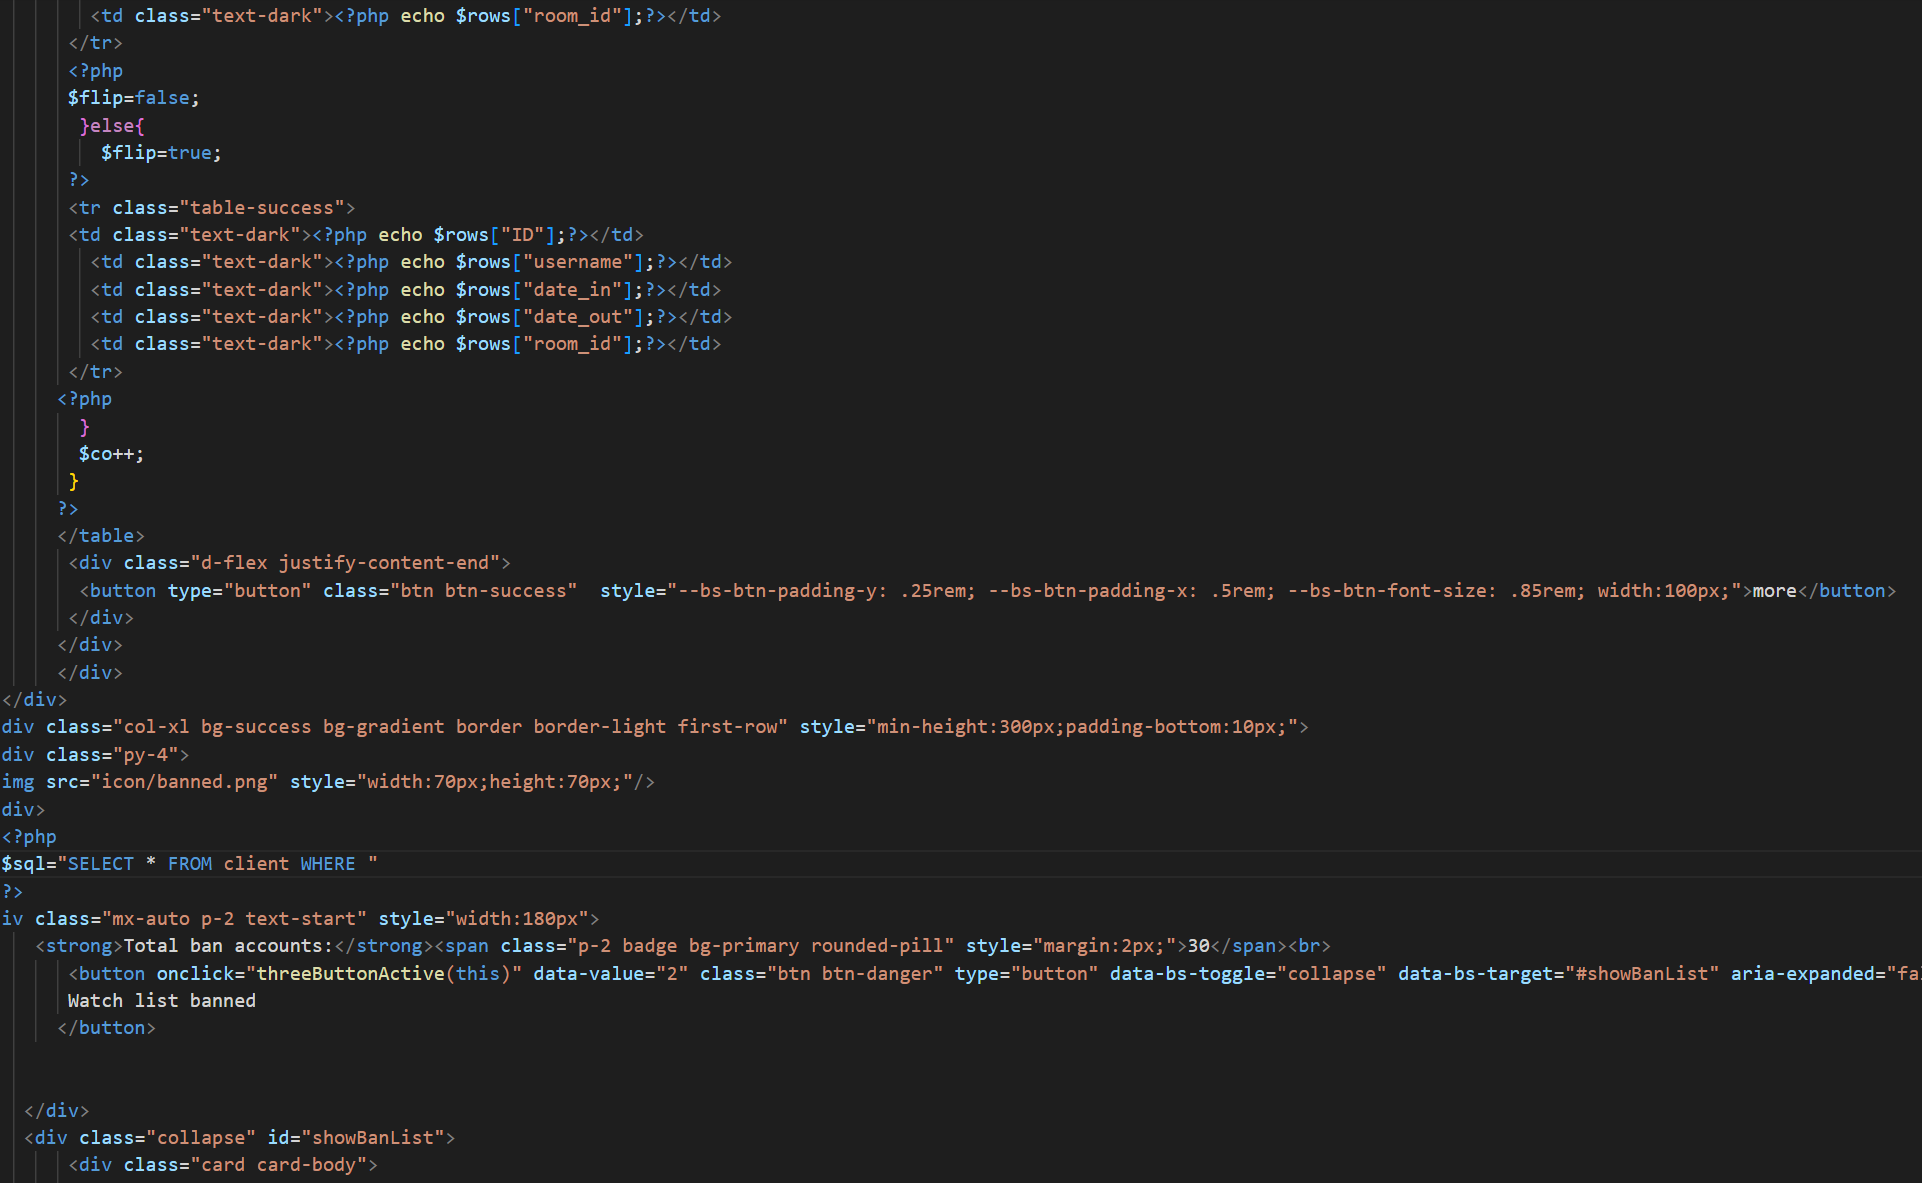 <td class="text-dark"><?php echo $rows["room_id"];?></td>
</tr>
<?php
$flip=false;
}else{
$flip=true;
?>
<tr class="table-success">
<td class="text-dark"><?php echo $rows["ID"];?></td>
<td class="text-dark"><?php echo $rows["username"];?></td>
<td class="text-dark"><?php echo $rows["date_in"];?></td>
<td class="text-dark"><?php echo $rows["date_out"];?></td>
<td class="text-dark"><?php echo $rows["room_id"];?></td>
</tr>
<?php
}
$co++;
}
?>
</table>
<div class="d-flex justify-content-end">
<button type="button" class="btn btn-success"  style="--bs-btn-padding-y: .25rem; --bs-btn-padding-x: .5rem; --bs-btn-font-size: .85rem; width:100px;">more</button>
</div>
</div>
</div>
</div>
div class="col-xl bg-success bg-gradient border border-light first-row" style="min-height:300px;padding-bottom:10px;">
div class="py-4">
img src="icon/banned.png" style="width:70px;height:70px;"/>
div>
<?php
$sql="SELECT * FROM client WHERE "
?>
iv class="mx-auto p-2 text-start" style="width:180px">
<strong>Total ban accounts:</strong><span class="p-2 badge bg-primary rounded-pill" style="margin:2px;">30</span><br>
<button onclick="threeButtonActive(this)" data-value="2" class="btn btn-danger" type="button" data-bs-toggle="collapse" data-bs-target="#showBanList" aria-expanded="fa
Watch list banned
</button>
</div>
<div class="collapse" id="showBanList">
<div class="card card-body">